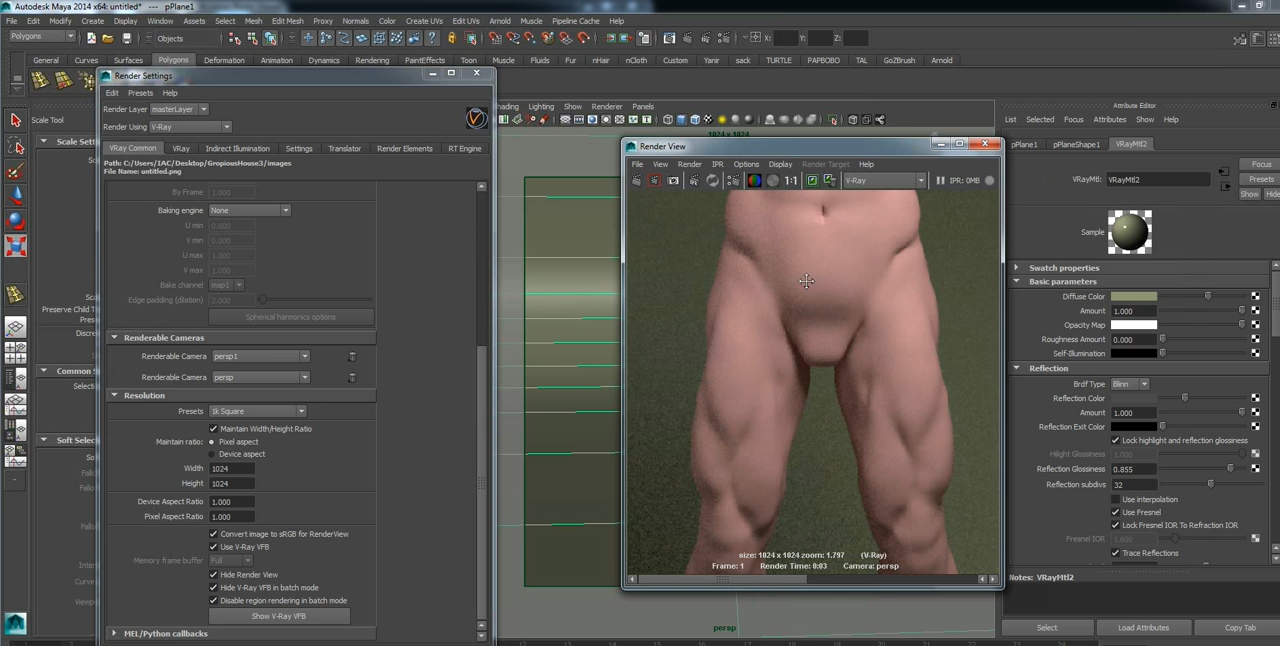 Autodesk Maya 2014 x64: untitled*   ---   pPlane1
File Edit Modify Create Display Window Assets Select Mesh Edit Mesh Proxy Normals Color Create UVs Edit UVs Arnold Muscle Pipeline Cache Help
Polygons Objects X: Y: Z:
General Curves Surfaces Polygons Deformation Animation Dynamics Rendering PaintEffects Toon Muscle Fluids Fur nHair nCloth Custom Yanir sack TURTLE PAPBOBO TAL GoZBrush Arnold
Render Settings
Edit Presets Help
Render Layer masterLayer
Render Using V-Ray
VRay Common VRay Indirect Illumination Settings Translator Render Elements RT Engine
Path: C:/Users/IAC/Desktop/GropiousHouse3/images
File Name: untitled.png
By Frame 1.000
Baking engine None
U min 0.000
V min 0.000
U max 1.000
V max 1.000
Bake channel map1
Edge padding (dilation) 2.000
Spherical harmonics options
Renderable Cameras
Renderable Camera persp1
Renderable Camera persp
Resolution
Presets 1k Square
Maintain Width/Height Ratio
Maintain ratio: Pixel aspect
Device aspect
Width 1024
Height 1024
Device Aspect Ratio 1.000
Pixel Aspect Ratio 1.000
Convert image to sRGB for RenderView
Use V-Ray VFB
Memory frame buffer Full
Hide Render View
Hide V-Ray VFB in batch mode
Disable region rendering in batch mode
Show V-Ray VFB
MEL/Python callbacks
Scale Tool
Scale Sett
Sca
Preserve Child T
Discre
Common S
Selecti
Soft Selec
So
Fallo
Fallo
Inte
Curve
Viewpo
ading Lighting Show Renderer Panels
1024 x 1024
Render View
File View Render IPR Options Display Render Target Help
1:1 V-Ray IPR: 0MB
size: 1024 x 1024 zoom: 1.797 (V-Ray)
Frame: 1 Render Time: 0:03 Camera: persp
persp
Attribute Editor
List Selected Focus Attributes Show Help
pPlane1 pPlaneShape1 VRayMtl2
Focus
VRayMtl: VRayMtl2 Presets
Show Hide
Sample
Swatch properties
Basic parameters
Diffuse Color
Amount 1.000
Opacity Map
Roughness Amount 0.000
Self-Illumination
Reflection
Brdf Type Blinn
Reflection Color
Amount 1.000
Reflection Exit Color
Lock highlight and reflection glossiness
Hilight Glossiness 1.000
Reflection Glossiness 0.855
Reflection subdivs 32
Use interpolation
Use Fresnel
Lock Fresnel IOR To Refraction IOR
Fresnel IOR 1.600
Trace Reflections
Notes: VRayMtl2
Select Load Attributes Copy Tab